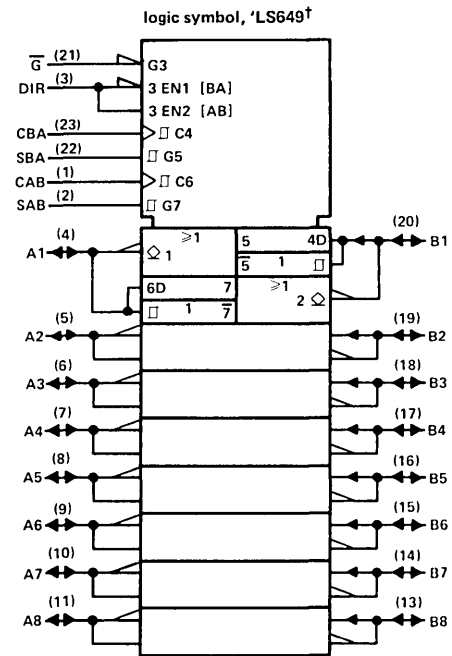 logic symbol, 'LS649†
G̅ (21) G3
DIR (3) 3 EN1 [BA]
3 EN2 [AB]
CBA (23) C4
SBA (22) G5
CAB (1) C6
SAB (2) G7
A1 (4) ≥1 5 4D (20) B1
1 5̅ 1
6D 7 ≥1
1 7̅ 2
A2 (5) (19) B2
A3 (6) (18) B3
A4 (7) (17) B4
A5 (8) (16) B5
A6 (9) (15) B6
A7 (10) (14) B7
A8 (11) (13) B8